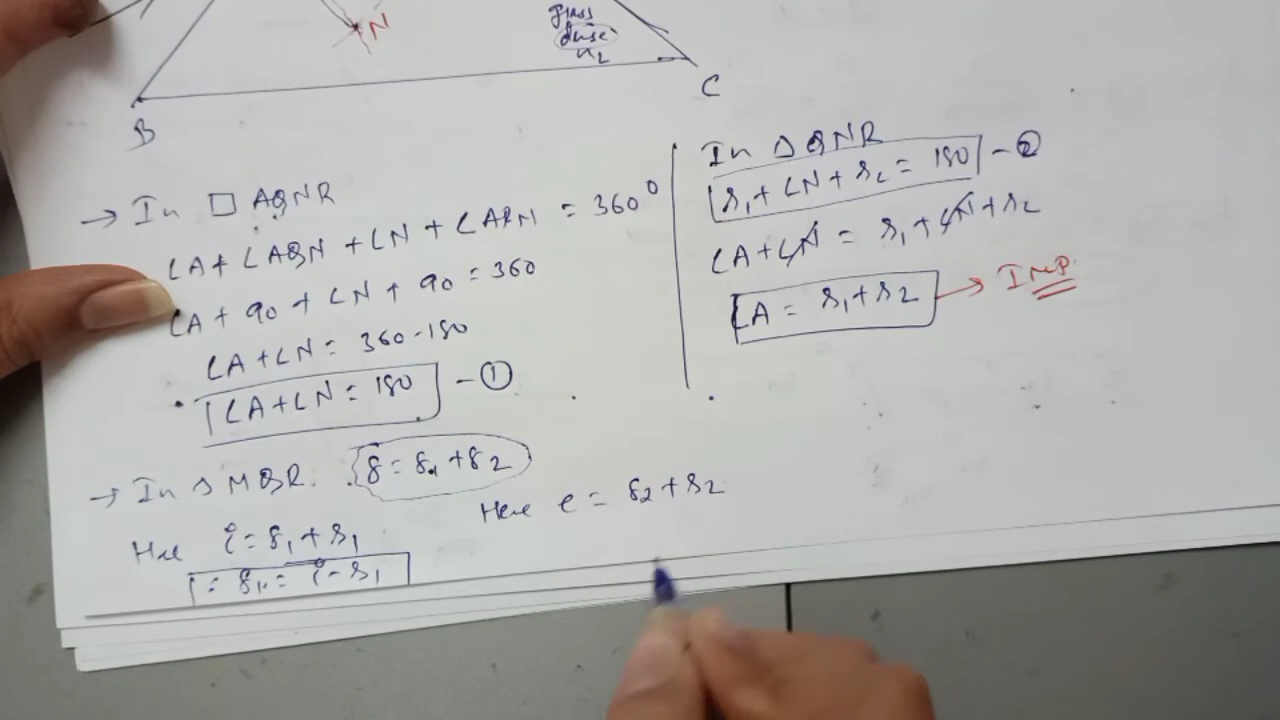 N
glass
dense
n2
B
C
→ In □ AQNR
∠A + ∠AQN + ∠N + ∠ARN = 360°
∠A + 90 + ∠N + 90 = 360
∠A + ∠N = 360 - 180
∠A + ∠N = 180 - ①
→ In Δ MQR. δ = δ1 + δ2
Here i = δ1 + r1
∴ δ1 = i - r1
Here e = δ2 + r2
In Δ QNR
r1 + ∠N + r2 = 180 - ②
∠A + ∠N = r1 + ∠N + r2
∠A = r1 + r2 → IMP.